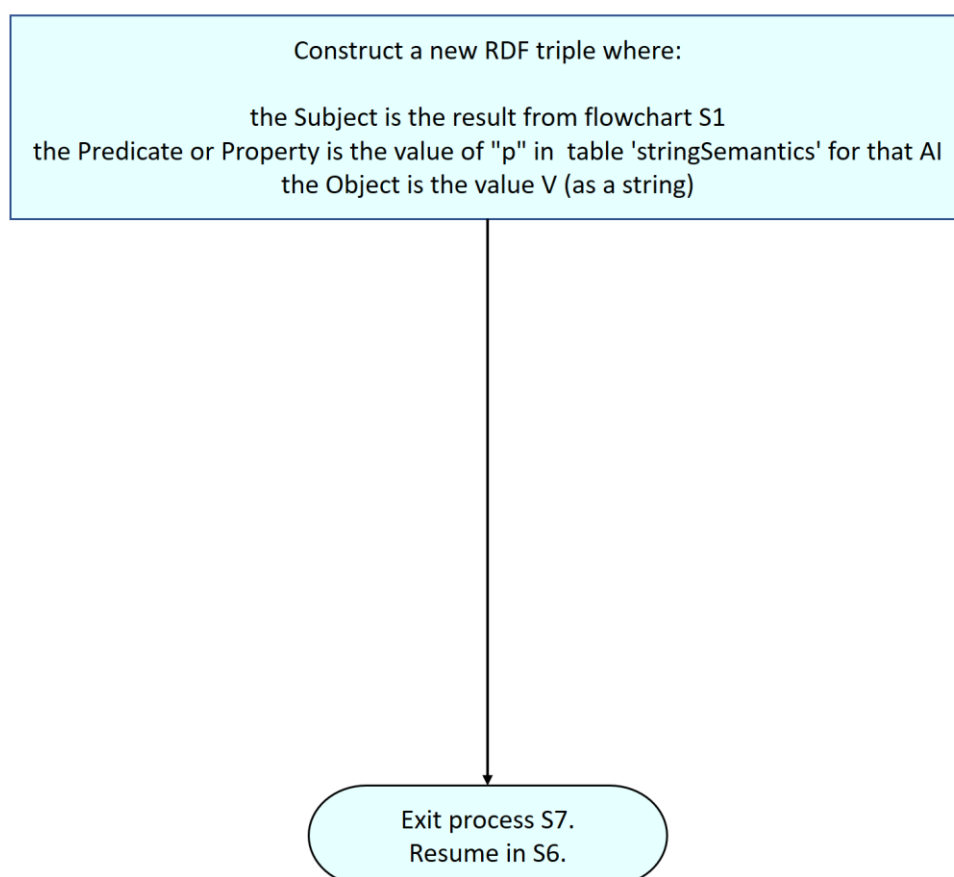 Construct a new RDF triple where:
the Subject is the result from flowchart S1
the Predicate or Property is the value of "p" in  table 'stringSemantics' for that AI
the Object is the value V (as a string)
Exit process S7.
Resume in S6.